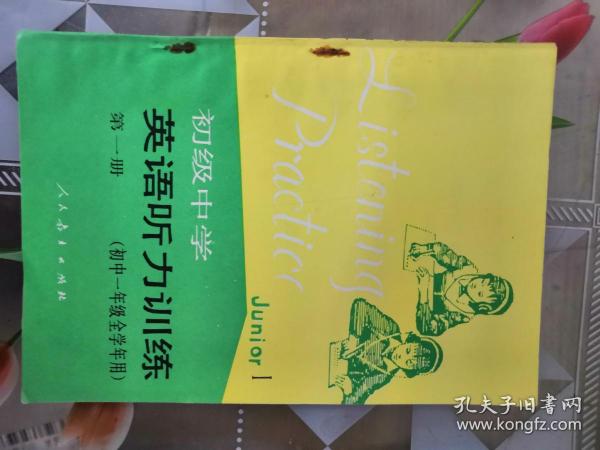 Listening
Practice
初级中学
英语听力训练
第一册
(初中一年级全学年用)
Junior 1
人民教育出版社
孔夫子旧書网
www.kongfz.com